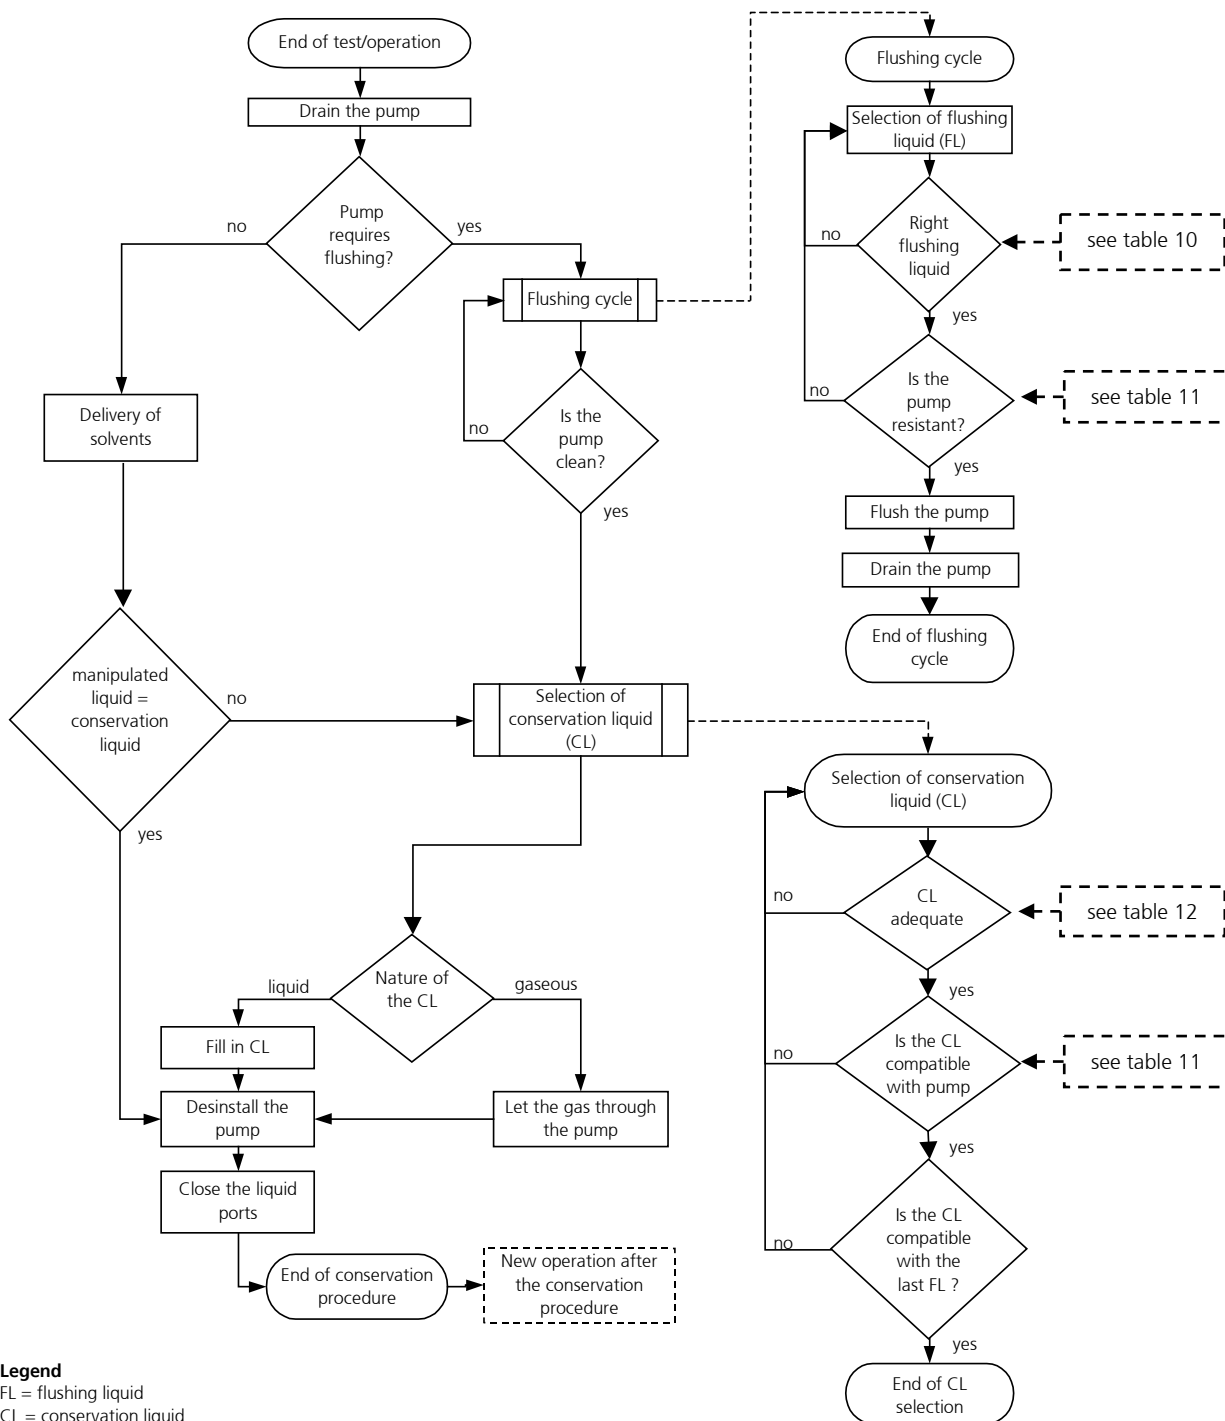 End of test/operation
Drain the pump
Pump
requires
flushing?
no
yes
Flushing cycle
Is the
pump
clean?
no
yes
Delivery of
solvents
manipulated
liquid =
conservation
liquid
no
yes
Selection of
conservation liquid
(CL)
Nature of
the CL
liquid
gaseous
Fill in CL
Desinstall the
pump
Let the gas through
the pump
Close the liquid
ports
End of conservation
procedure
New operation after
the conservation
procedure
Flushing cycle
Selection of flushing
liquid (FL)
Right
flushing
liquid
no
see table 10
yes
Is the
pump
resistant?
no
see table 11
yes
Flush the pump
Drain the pump
End of flushing
cycle
Selection of conservation
liquid (CL)
CL
adequate
no
see table 12
yes
Is the CL
compatible
with pump
no
see table 11
yes
Is the CL
compatible
with the
last FL ?
no
yes
End of CL
selection
Legend
FL = flushing liquid
CL = conservation liquid